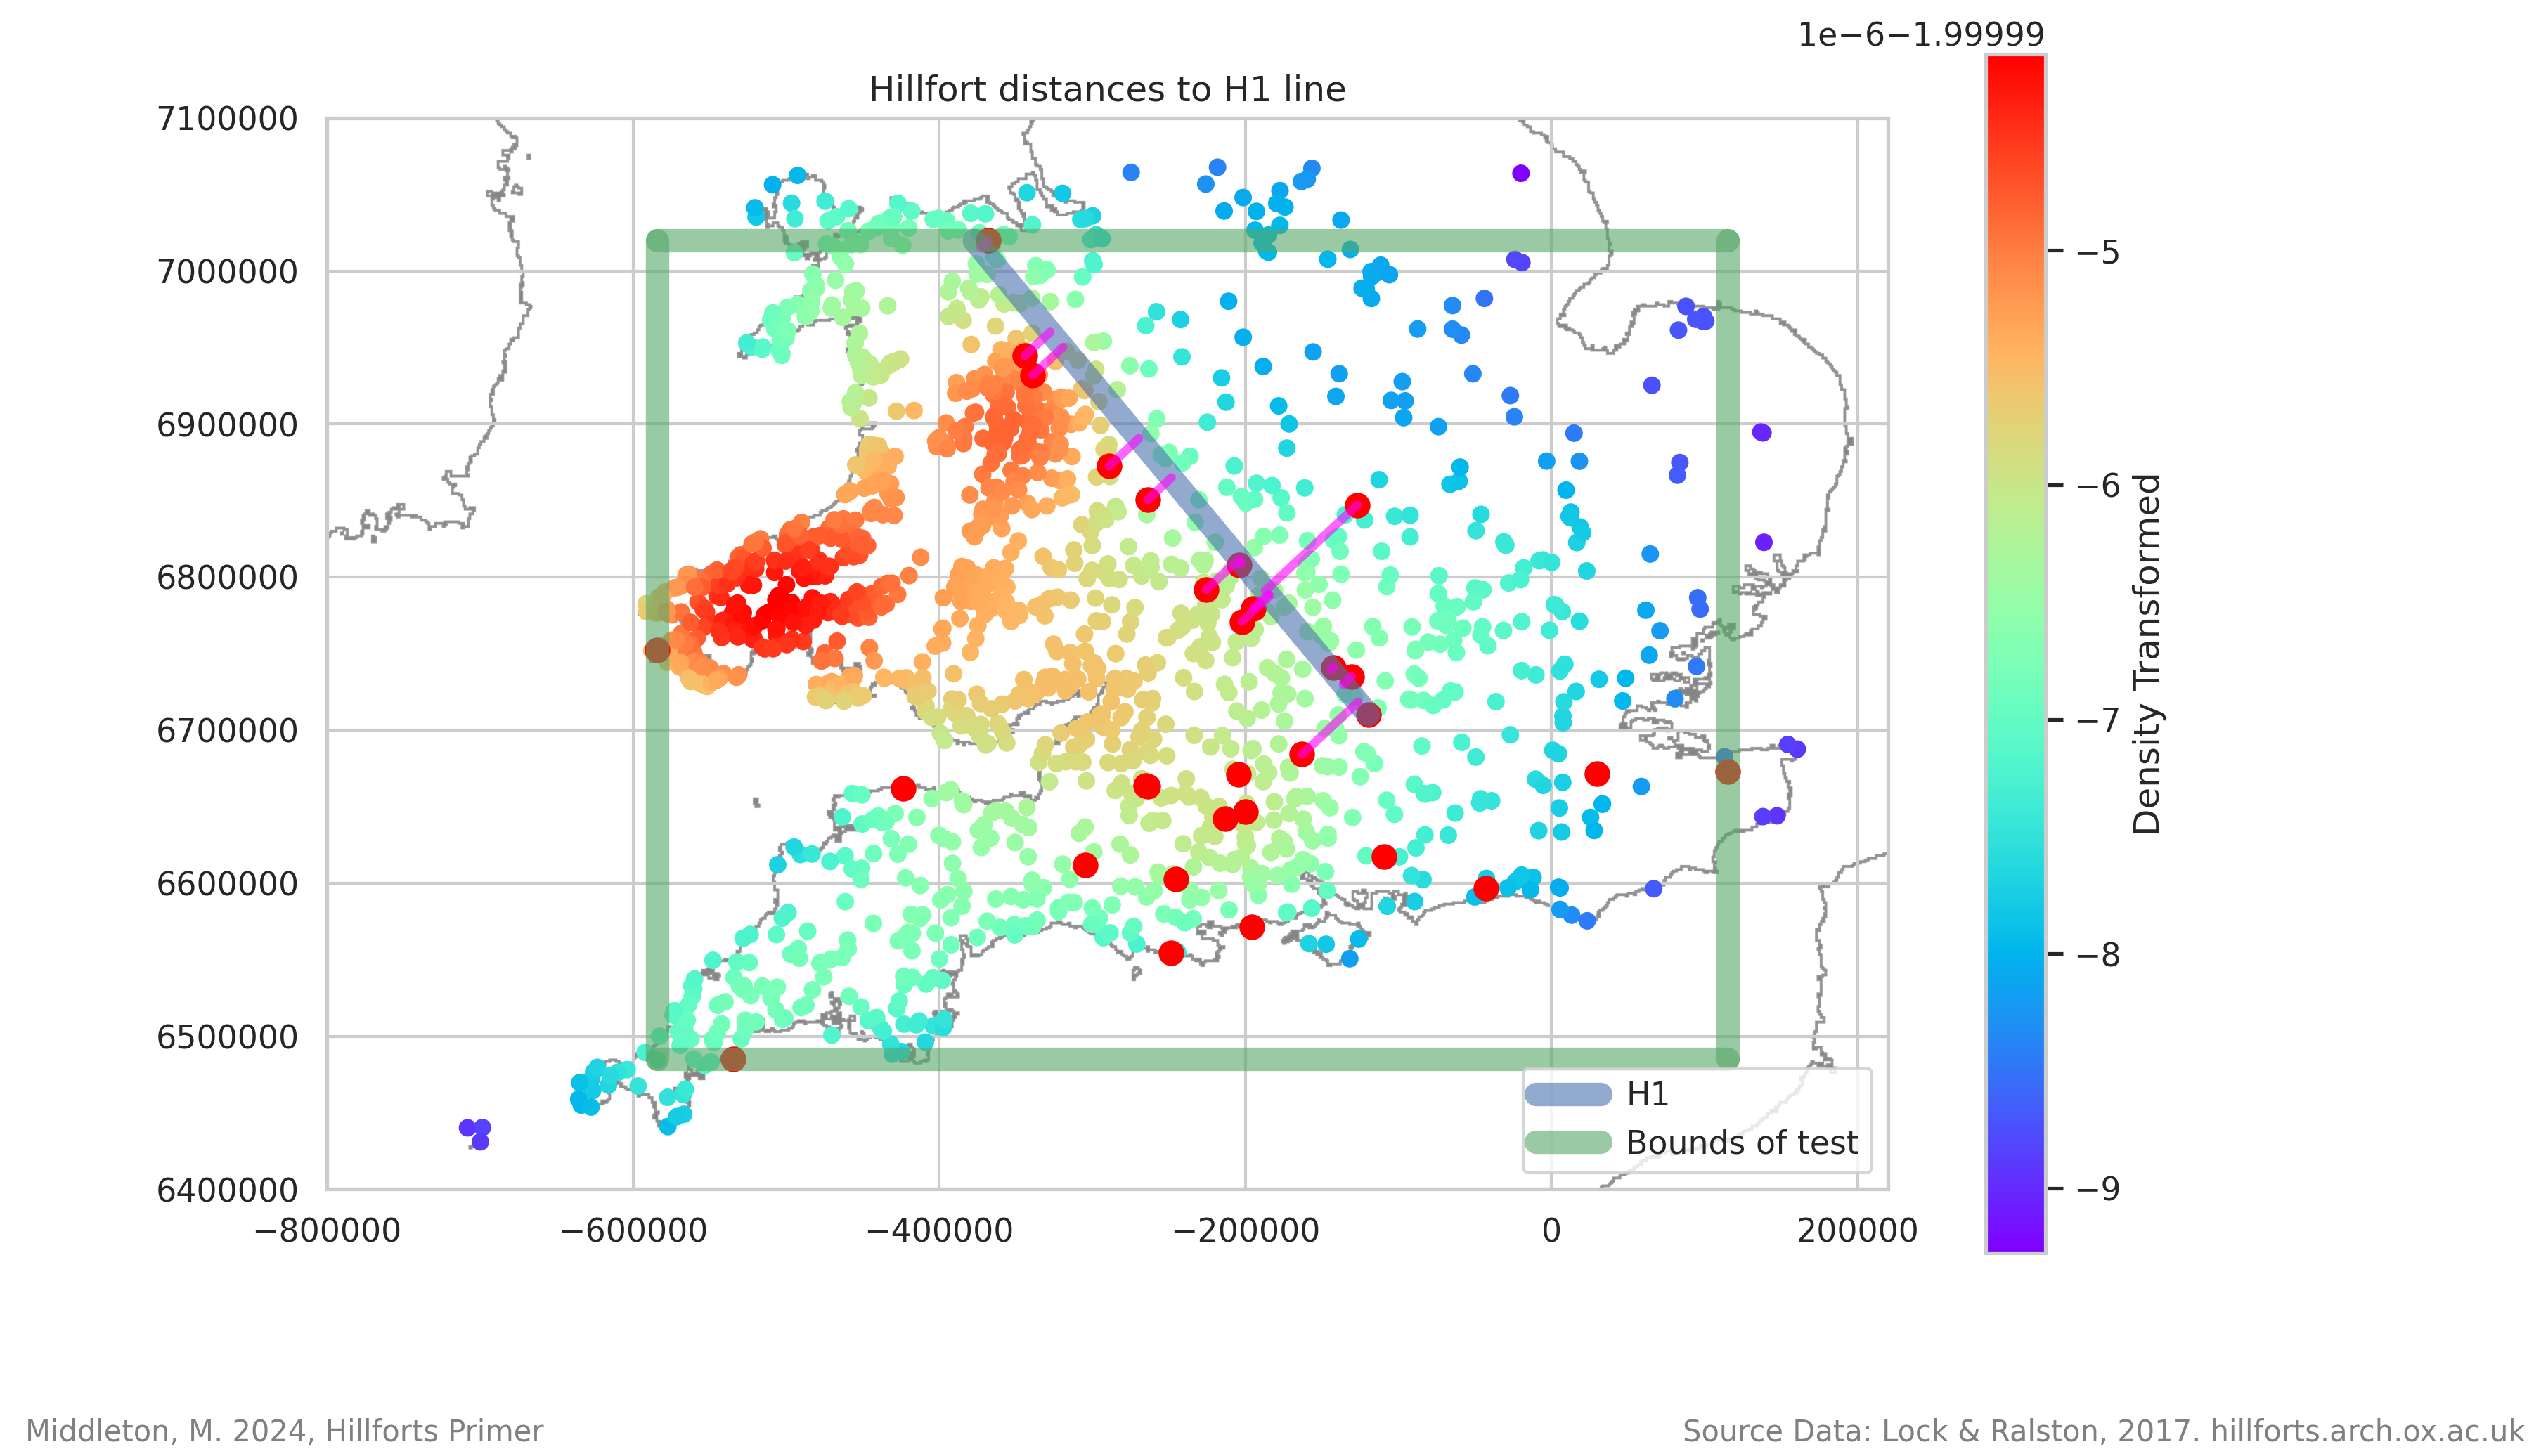 1e−6−1.99999
Hillfort distances to H1 line
7100000
7000000
6900000
6800000
6700000
6600000
6500000
6400000
−800000
−600000
−400000
−200000
0
200000
H1
Bounds of test
−5
−6
−7
−8
−9
Density Transformed
Middleton, M. 2024, Hillforts Primer
Source Data: Lock & Ralston, 2017. hillforts.arch.ox.ac.uk